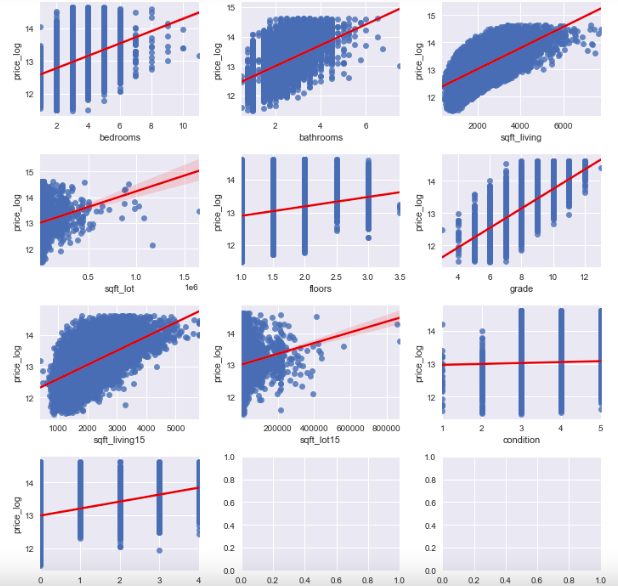 price_log
14
13
12
2 4 6 8 10
bedrooms
price_log
15
14
13
12
2 4 6
bathrooms
price_log
15
14
13
12
2000 4000 6000
sqft_living
price_log
15
14
13
12
0.5 1.0 1.5
1e6
sqft_lot
price_log
14
13
12
1.0 1.5 2.0 2.5 3.0 3.5
floors
price_log
14
13
12
4 6 8 10 12
grade
price_log
14
13
12
1000 2000 3000 4000 5000
sqft_living15
price_log
14
13
12
200000 400000 600000 800000
sqft_lot15
price_log
14
13
12
1 2 3 4 5
condition
price_log
14
13
12
0 1 2 3 4
1.0
0.8
0.6
0.4
0.2
0.0
0.0 0.2 0.4 0.6 0.8 1.0
1.0
0.8
0.6
0.4
0.2
0.0
0.0 0.2 0.4 0.6 0.8 1.0